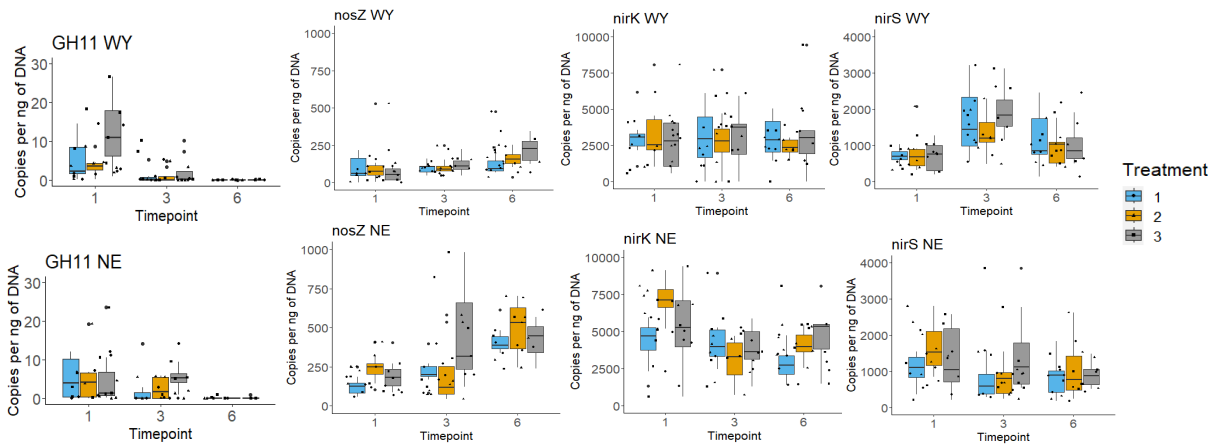 GH11 WY
Copies per ng of DNA
30
20
10
0
1 3 6
Timepoint
nosZ WY
Copies per ng of DNA
1000
750
500
250
0
1 3 6
Timepoint
nirK WY
Copies per ng of DNA
10000
7500
5000
2500
0
1 3 6
Timepoint
nirS WY
Copies per ng of DNA
4000
3000
2000
1000
0
1 3 6
Timepoint
Treatment
1
2
3
GH11 NE
Copies per ng of DNA
30
20
10
0
1 3 6
Timepoint
nosZ NE
Copies per ng of DNA
1000
750
500
250
0
1 3 6
Timepoint
nirK NE
Copies per ng of DNA
10000
7500
5000
2500
0
1 3 6
Timepoint
nirS NE
Copies per ng of DNA
4000
3000
2000
1000
0
1 3 6
Timepoint